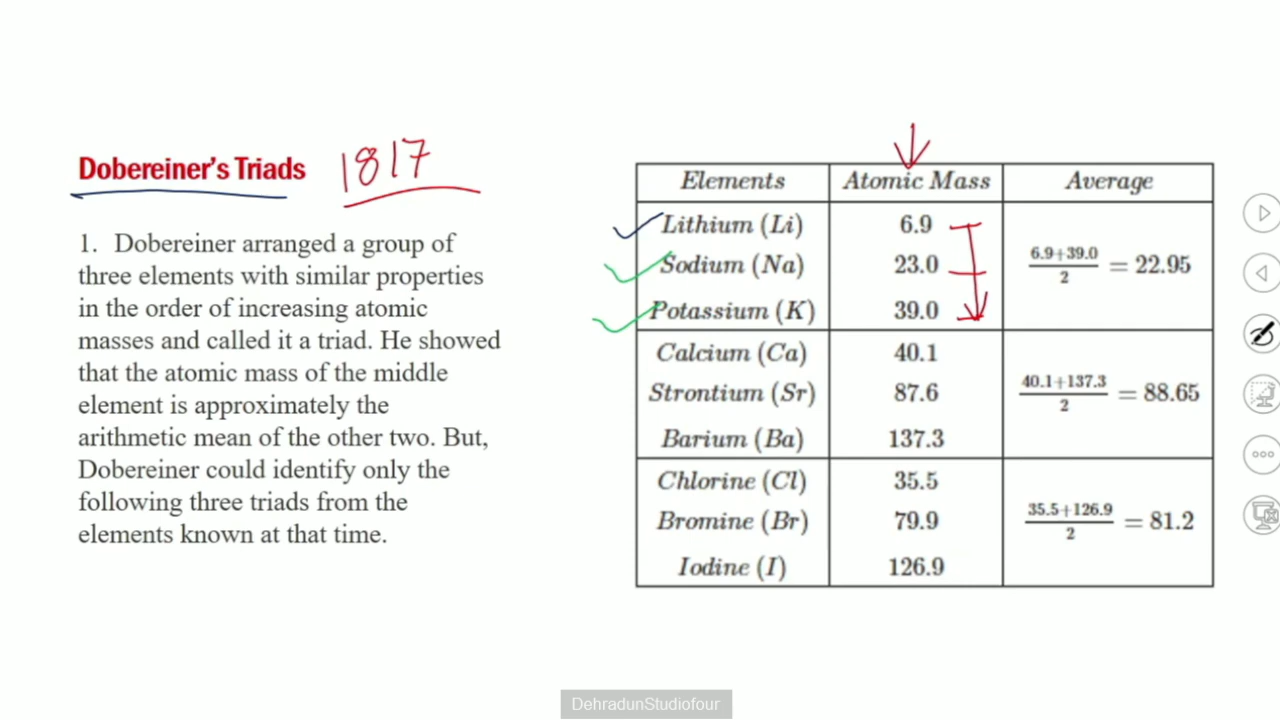 Dobereiner's Triads 1817
1. Dobereiner arranged a group of
three elements with similar properties
in the order of increasing atomic
masses and called it a triad. He showed
that the atomic mass of the middle
element is approximately the
arithmetic mean of the other two. But,
Dobereiner could identify only the
following three triads from the
elements known at that time.
Elements Atomic Mass Average
Lithium (Li) 6.9
Sodium (Na) 23.0 6.9+39.0/2 = 22.95
Potassium (K) 39.0
Calcium (Ca) 40.1
Strontium (Sr) 87.6 40.1+137.3/2 = 88.65
Barium (Ba) 137.3
Chlorine (Cl) 35.5
Bromine (Br) 79.9 35.5+126.9/2 = 81.2
Iodine (I) 126.9
DehradunStudiofour